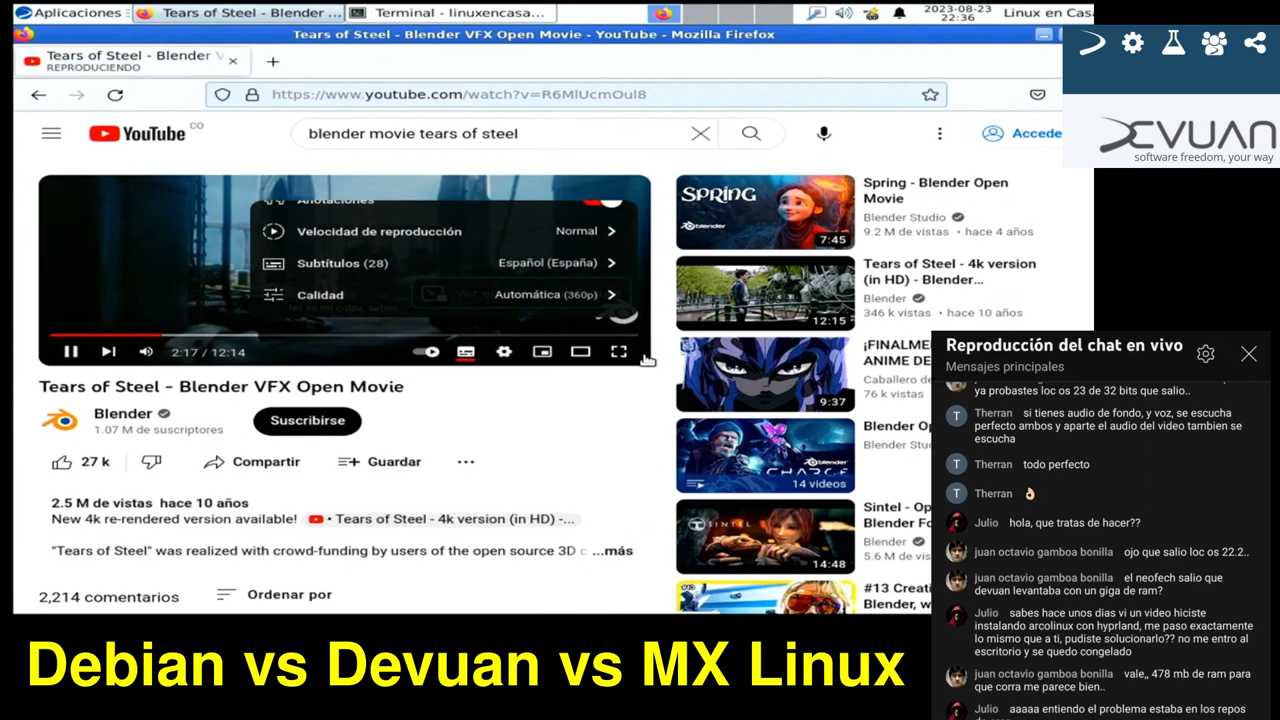 Aplicaciones
Tears of Steel - Blender ...
Terminal - linuxencasa...
2023-08-23
22:36
Linux en Cas
Tears of Steel - Blender VFX Open Movie - YouTube - Mozilla Firefox
Tears of Steel - Blender V
REPRODUCIENDO
https://www.youtube.com/watch?v=R6MlUcmOul8
YouTube CO
blender movie tears of steel
Accede
DEVUAN
software freedom, your way
Anotaciones
Velocidad de reproducción Normal
Subtítulos (28) Español (España)
Calidad Automática (360p)
2:17 / 12:14
Tears of Steel - Blender VFX Open Movie
Blender
1.07 M de suscriptores
Suscribirse
27 k
Compartir
Guardar
2.5 M de vistas hace 10 años
New 4k re-rendered version available! • Tears of Steel - 4k version (in HD) -...
"Tears of Steel" was realized with crowd-funding by users of the open source 3D c ...más
2,214 comentarios
Ordenar por
SPRING
blender
7:45
Spring - Blender Open
Movie
Blender Studio
9.2 M de vistas • hace 4 años
12:15
Tears of Steel - 4k version
(in HD) - Blender...
Blender
346 k vistas • hace 10 años
9:37
¡FINALME
ANIME DE
Caballero de
76 k vistas
blender
CHARGE
14 videos
Blender Op
Blender Stud
SINTEL
14:48
Sintel - Op
Blender Fo
Blender
5.6 M de vis
#13 Creati
Blender, w
Reproducción del chat en vivo
Mensajes principales
ya probastes loc os 23 de 32 bits que salio..
T Therran si tienes audio de fondo, y voz, se escucha
perfecto ambos y aparte el audio del video tambien se
escucha
T Therran todo perfecto
T Therran 👌
Julio hola, que tratas de hacer??
juan octavio gamboa bonilla ojo que salio loc os 22.2..
juan octavio gamboa bonilla el neofech salio que
devuan levantaba con un giga de ram?
Julio sabes hace unos dias vi un video hiciste
instalando arcolinux con hyprland, me paso exactamente
lo mismo que a ti, pudiste solucionarlo?? no me entro al
escritorio y se quedo congelado
juan octavio gamboa bonilla vale,, 478 mb de ram para
que corra me parece bien..
Julio aaaaa entiendo el problema estaba en los repos
Debian vs Devuan vs MX Linux